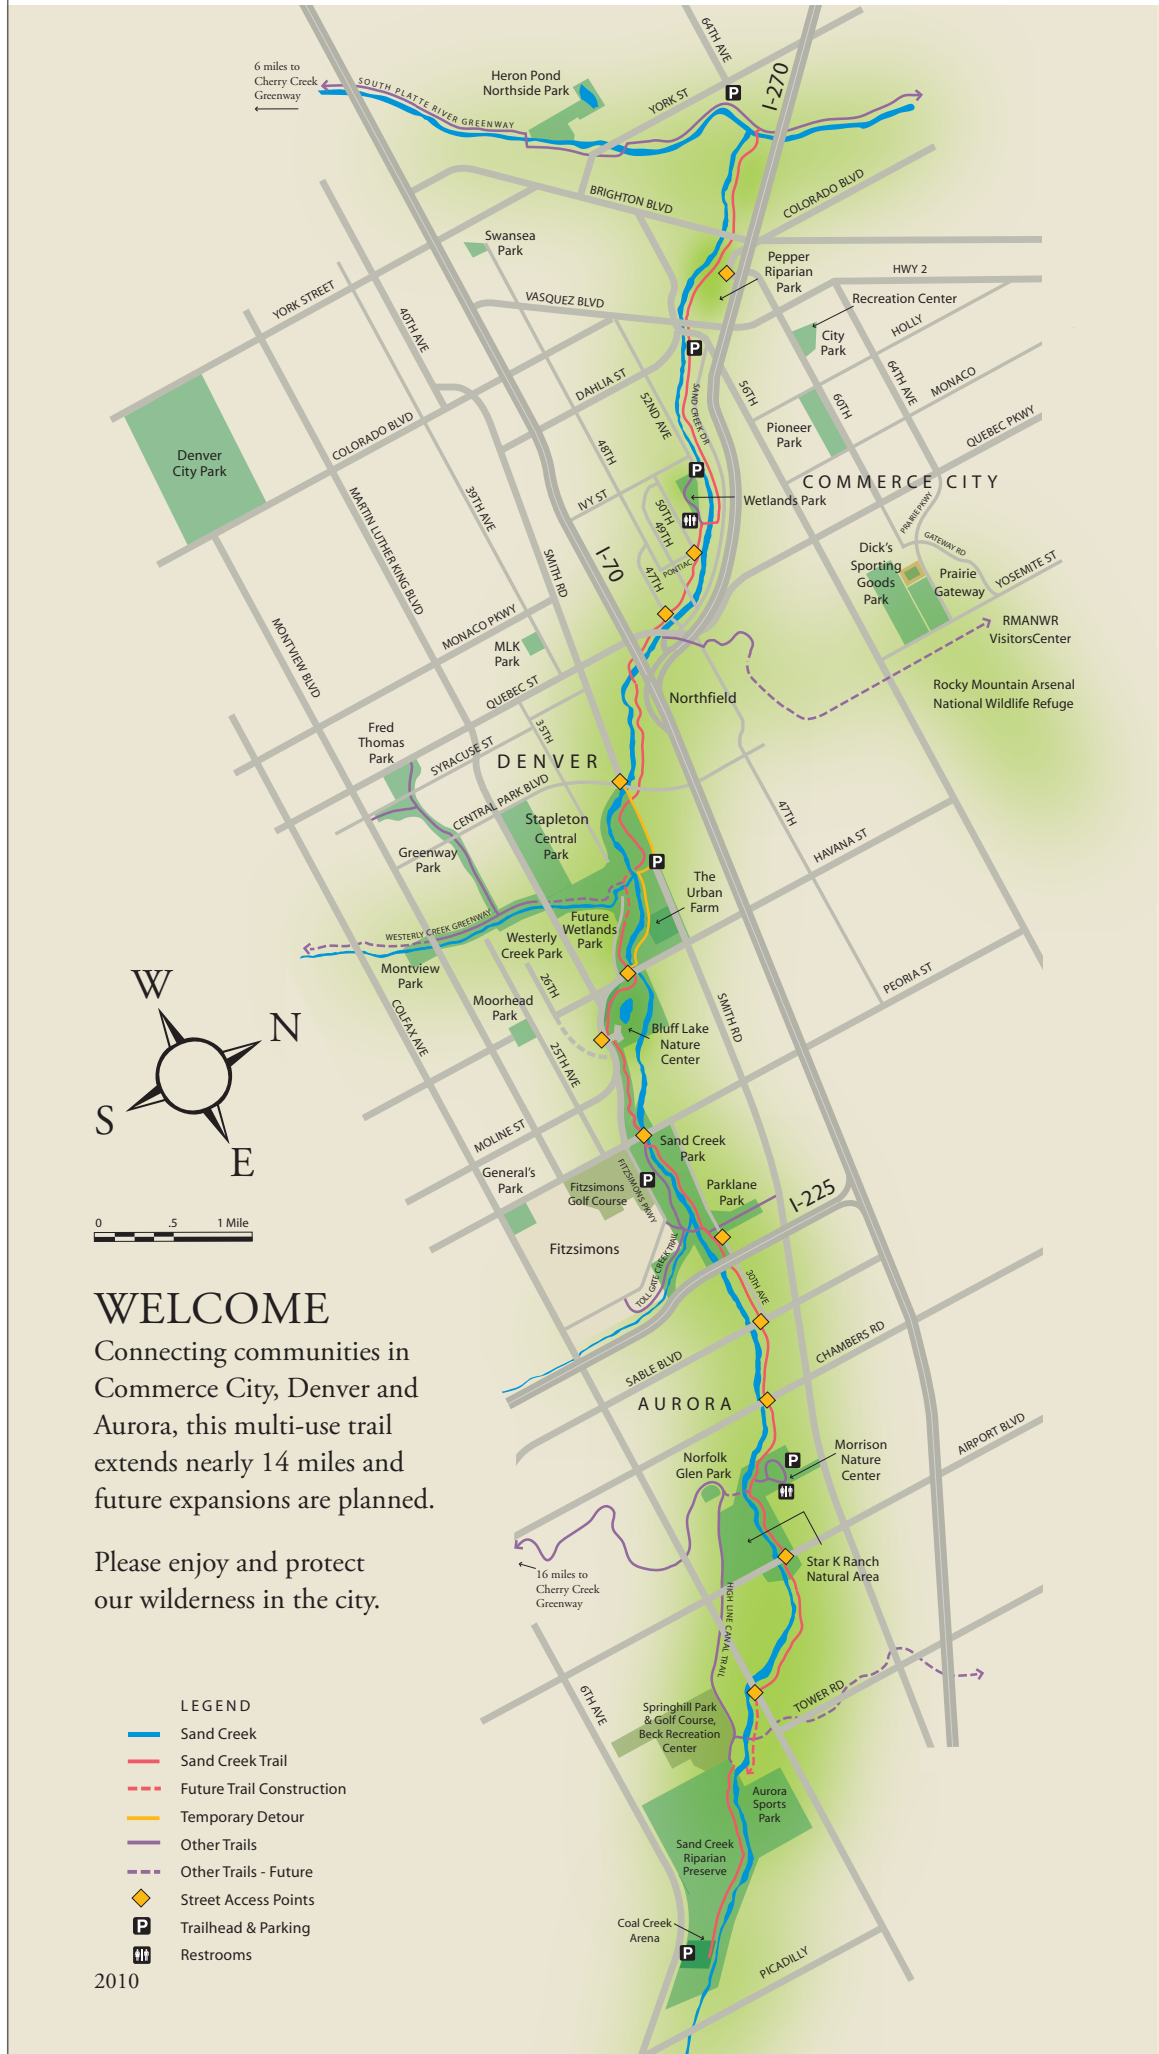 64TH AVE
I-270
6 miles to
Cherry Creek
Greenway
SOUTH PLATTE RIVER GREENWAY
Heron Pond
Northside Park
YORK ST
P
BRIGHTON BLVD
COLORADO BLVD
Swansea
Park
Pepper
Riparian
Park
HWY 2
YORK STREET
VASQUEZ BLVD
Recreation Center
40TH AVE
City
Park
HOLLY
P
DAHLIA ST
64TH AVE
MONACO
SAND CREEK DR
56TH
60TH
52ND AVE
COLORADO BLVD
Pioneer
Park
QUEBEC PKWY
Denver
City Park
48TH
P
COMMERCE CITY
IVY ST
Wetlands Park
39TH AVE
MARTIN LUTHER KING BLVD
50TH
49TH
PRAIRIE PKWY
GATEWAY RD
SMITH RD
I-70
47TH
PONTIAC
Dick's
Sporting
Goods
Park
Prairie
Gateway
YOSEMITE ST
MONACO PKWY
RMANWR
VisitorsCenter
MONTVIEW BLVD
MLK
Park
QUEBEC ST
Northfield
Rocky Mountain Arsenal
National Wildlife Refuge
Fred
Thomas
Park
35TH
SYRACUSE ST
DENVER
CENTRAL PARK BLVD
47TH
Stapleton
Central
Park
HAVANA ST
Greenway
Park
P
The
Urban
Farm
WESTERLY CREEK GREENWAY
Future
Wetlands
Park
Westerly
Creek Park
Montview
Park
26TH
PEORIA ST
W
N
S
E
Moorhead
Park
COLFAX AVE
SMITH RD
Bluff Lake
Nature
Center
25TH AVE
MOLINE ST
Sand Creek
Park
General's
Park
Fitzsimons
Golf Course
FITZSIMONS PKWY
P
Parklane
Park
I-225
0 .5 1 Mile
Fitzsimons
TOLL GATE CREEK TRAIL
30TH AVE
WELCOME
Connecting communities in
Commerce City, Denver and
Aurora, this multi-use trail
extends nearly 14 miles and
future expansions are planned.
Please enjoy and protect
our wilderness in the city.
SABLE BLVD
CHAMBERS RD
AURORA
AIRPORT BLVD
Norfolk
Glen Park
P
Morrison
Nature
Center
Star K Ranch
Natural Area
16 miles to
Cherry Creek
Greenway
HIGH LINE CANAL TRAIL
6TH AVE
TOWER RD
Springhill Park
& Golf Course,
Beck Recreation
Center
Aurora
Sports
Park
Sand Creek
Riparian
Preserve
Coal Creek
Arena
P
PICADILLY
LEGEND
Sand Creek
Sand Creek Trail
Future Trail Construction
Temporary Detour
Other Trails
Other Trails - Future
Street Access Points
P Trailhead & Parking
Restrooms
2010